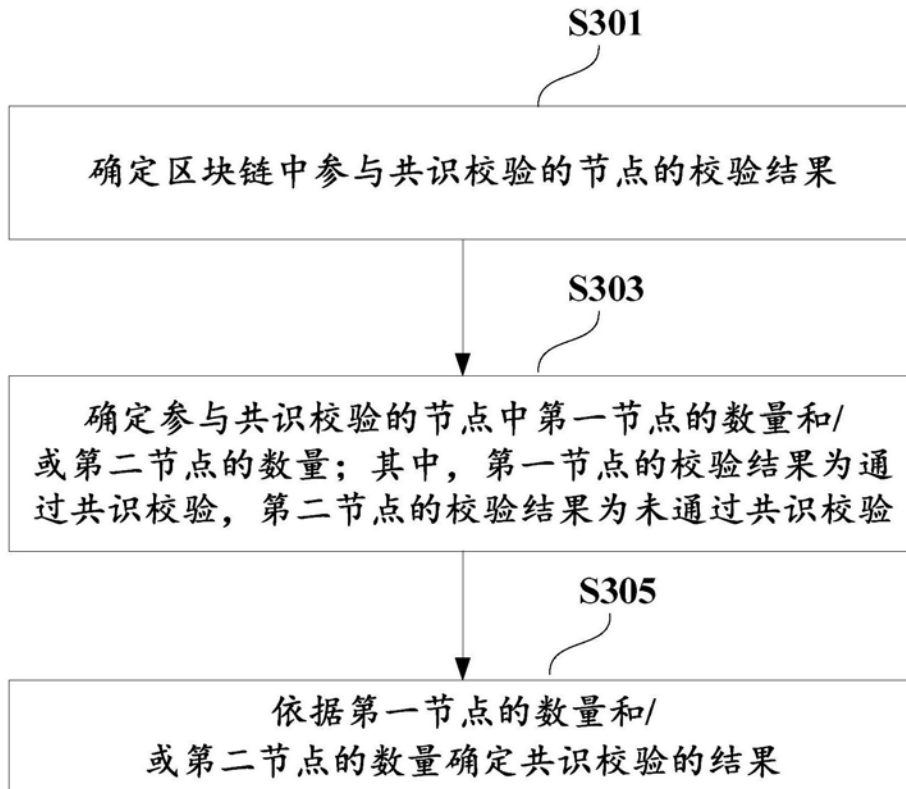 S301
确定区块链中参与共识校验的节点的校验结果
S303
确定参与共识校验的节点中第一节点的数量和/
或第二节点的数量；其中，第一节点的校验结果为通
过共识校验，第二节点的校验结果为未通过共识校验
S305
依据第一节点的数量和/
或第二节点的数量确定共识校验的结果